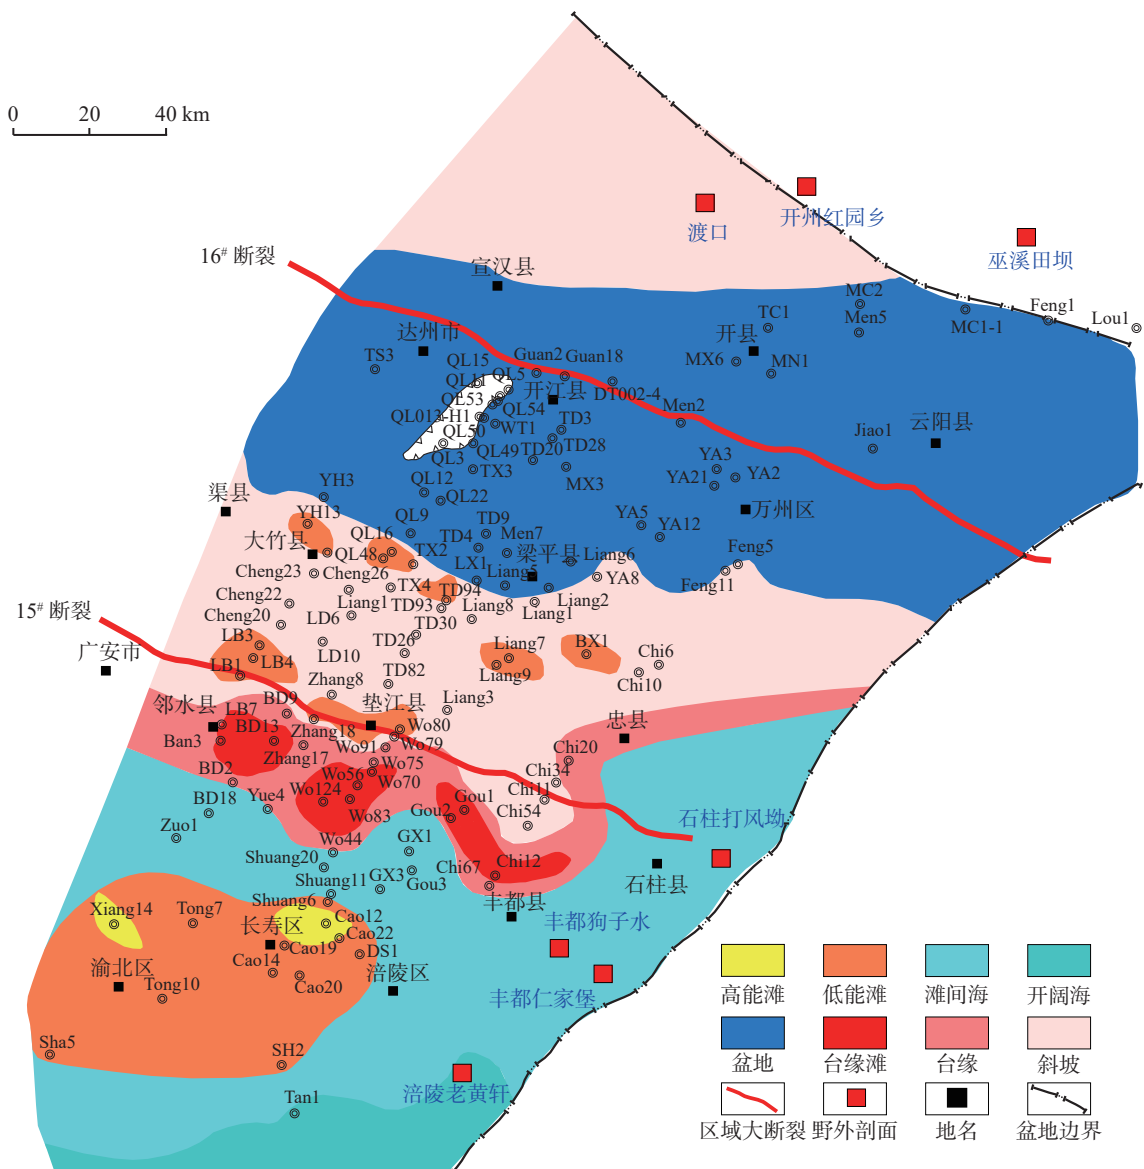 0 20 40 km
开州红园乡
渡口
巫溪田坝
16# 断裂
宣汉县
MC2
Feng1
TC1
Men5
MC1-1
Lou1
达州市
开县
QL15
Guan2
Guan18
TS3
MX6
MN1
QL11
QL5
开江县
DT002-4
QL53
QL54
Men2
QL013-H1
WT1
TD3
云阳县
QL50
Jiao1
QL49
TD20
TD28
QL3
YA3
TX3
YH3
QL12
MX3
YA21
YA2
渠县
QL22
YH13
QL9
TD9
YA5
万州区
大竹县
QL16
TD4
Men7
YA12
QL48
TX2
梁平县
Liang6
Feng5
Cheng23
Cheng26
LX1
Liang5
YA8
Feng11
Cheng22
TX4
TD94
Liang2
15# 断裂
Cheng20
LD6
Liang1
TD93
Liang8
Liang1
LB3
TD30
广安市
LB4
LD10
TD26
Liang7
BX1
Chi6
LB1
TD82
Liang9
Chi10
Zhang8
邻水县
LB7
BD9
垫江县
Liang3
忠县
BD13
Zhang18
Wo80
Ban3
Zhang17
Wo91
Wo79
Chi20
BD2
Wo56
Wo75
Chi34
Wo124
Wo70
Chi11
BD18
Yue4
Gou1
Wo83
Gou2
Chi54
石柱打风坳
Zuo1
Wo44
GX1
Shuang20
Chi67
Chi12
Shuang11
GX3
Gou3
石柱县
Shuang6
丰都县
Xiang14
Tong7
Cao12
丰都狗子水
长寿区
Cao22
Cao19
DS1
渝北区
Cao14
涪陵区
Tong10
Cao20
丰都仁家堡
高能滩 低能滩 滩间海 开阔海
Sha5
SH2
盆地 台缘滩 台缘 斜坡
涪陵老黄轩
Tan1
区域大断裂 野外剖面 地名 盆地边界